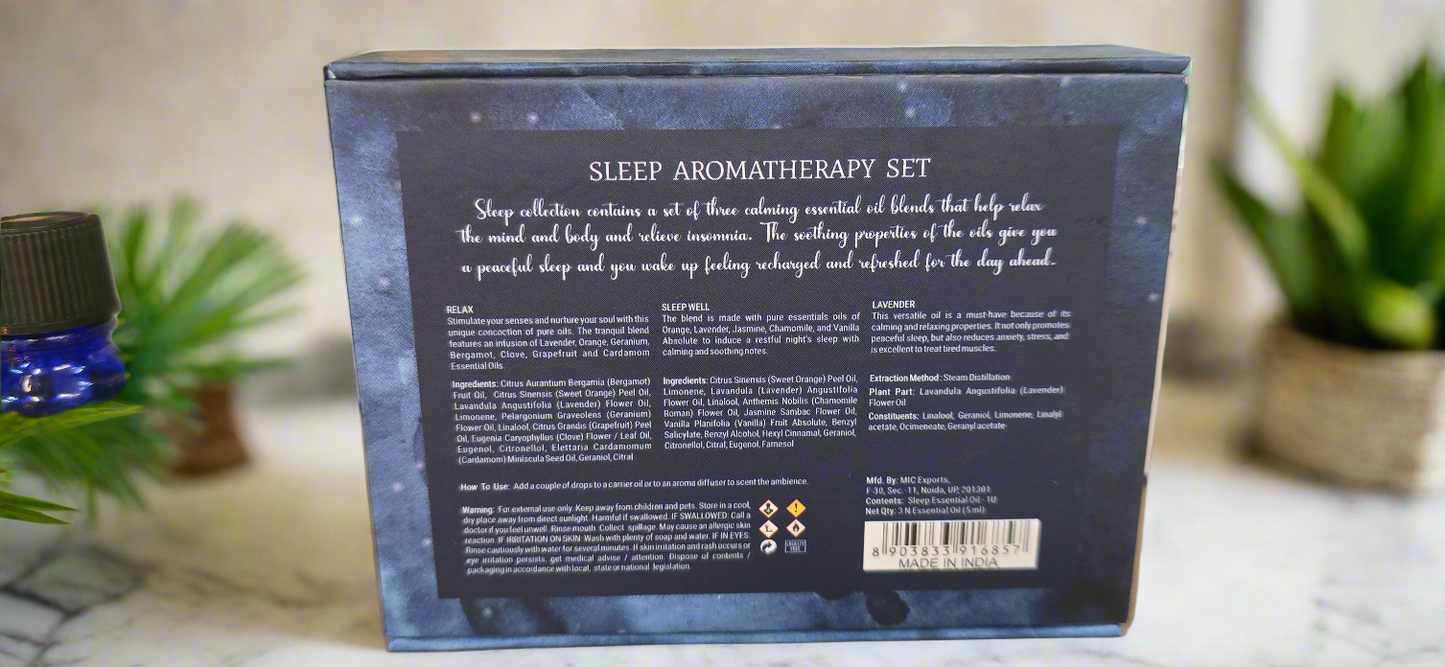 SLEEP AROMATHERAPY SET
Sleep collection contains a set of three calming essential oil blends that help relax
the mind and body and relieve insomnia. The soothing properties of the oils give you
a peaceful sleep and you wake up feeling recharged and refreshed for the day ahead.
RELAX
Stimulate your senses and nurture your soul with this
unique concoction of pure oils. The tranquil blend
features an infusion of Lavender, Orange, Geranium,
Bergamot, Clove, Grapefruit and Cardamom
Essential Oils
Ingredients: Citrus Aurantium Bergamia (Bergamot)
Fruit Oil, Citrus Sinensis (Sweet Orange) Peel Oil,
Lavandula Angustifolia (Lavender) Flower Oil,
Limonene, Pelargonium Graveolens (Geranium)
Flower Oil, Linalool, Citrus Grandis (Grapefruit) Peel
Oil, Eugenia Caryophyllus (Clove) Flower / Leaf Oil,
Eugenol, Citronellol, Elettaria Cardamomum
(Cardamom) Miniscula Seed Oil, Geraniol, Citral
SLEEP WELL
The blend is made with pure essentials oils of
Orange, Lavender, Jasmine, Chamomile, and Vanilla
Absolute to induce a restful night's sleep with
calming and soothing notes.
Ingredients: Citrus Sinensis (Sweet Orange) Peel Oil,
Limonene, Lavandula (Lavender) Angustifolia
Flower Oil, Linalool, Anthemis Nobilis (Chamomile
Roman) Flower Oil, Jasmine Sambac Flower Oil,
Vanilla Planifolia (Vanilla) Fruit Absolute, Benzyl
Salicylate, Benzyl Alcohol, Hexyl Cinnamal, Geraniol,
Citronellol, Citral, Eugenol, Farnesol
LAVENDER
This versatile oil is a must-have because of its
calming and relaxing properties. It not only promotes
peaceful sleep, but also reduces anxiety, stress, and
is excellent to treat tired muscles.
Extraction Method: Steam Distillation
Plant Part: Lavandula Angustifolia (Lavender)
Flower Oil
Constituents: Linalool, Geraniol, Limonene, Linalyl
acetate, Ocimeneate, Geranyl acetate
How To Use: Add a couple of drops to a carrier oil or to an aroma diffuser to scent the ambience.
Warning: For external use only. Keep away from children and pets. Store in a cool,
dry place away from direct sunlight. Harmful if swallowed. IF SWALLOWED: Call a
doctor if you feel unwell. Rinse mouth. Collect spillage. May cause an allergic skin
reaction. IF IRRITATION ON SKIN: Wash with plenty of soap and water. IF IN EYES:
Rinse cautiously with water for several minutes. If skin irritation and rash occurs or
eye irritation persists, get medical advise / attention. Dispose of contents /
packaging in accordance with local, state or national legislation.
CRUELTY
FREE
Mfd. By: MIC Exports,
F-30, Sec. -11, Noida, UP, 201301
Contents: Sleep Essential Oil - 1U
Net Qty: 3 N Essential Oil (5 ml)
8 903833 916857
MADE IN INDIA